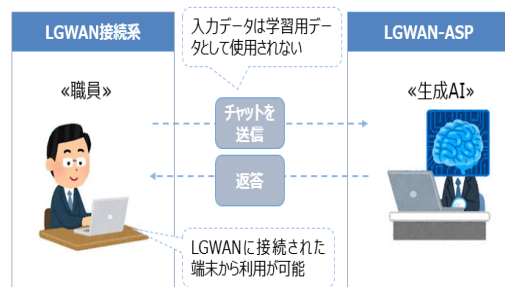 LGWAN接続系
入力データは学習用デー
タとして使用されない
LGWAN-ASP
≪職員≫
≪生成AI≫
チャットを
送信
返答
LGWANに接続された
端末から利用が可能